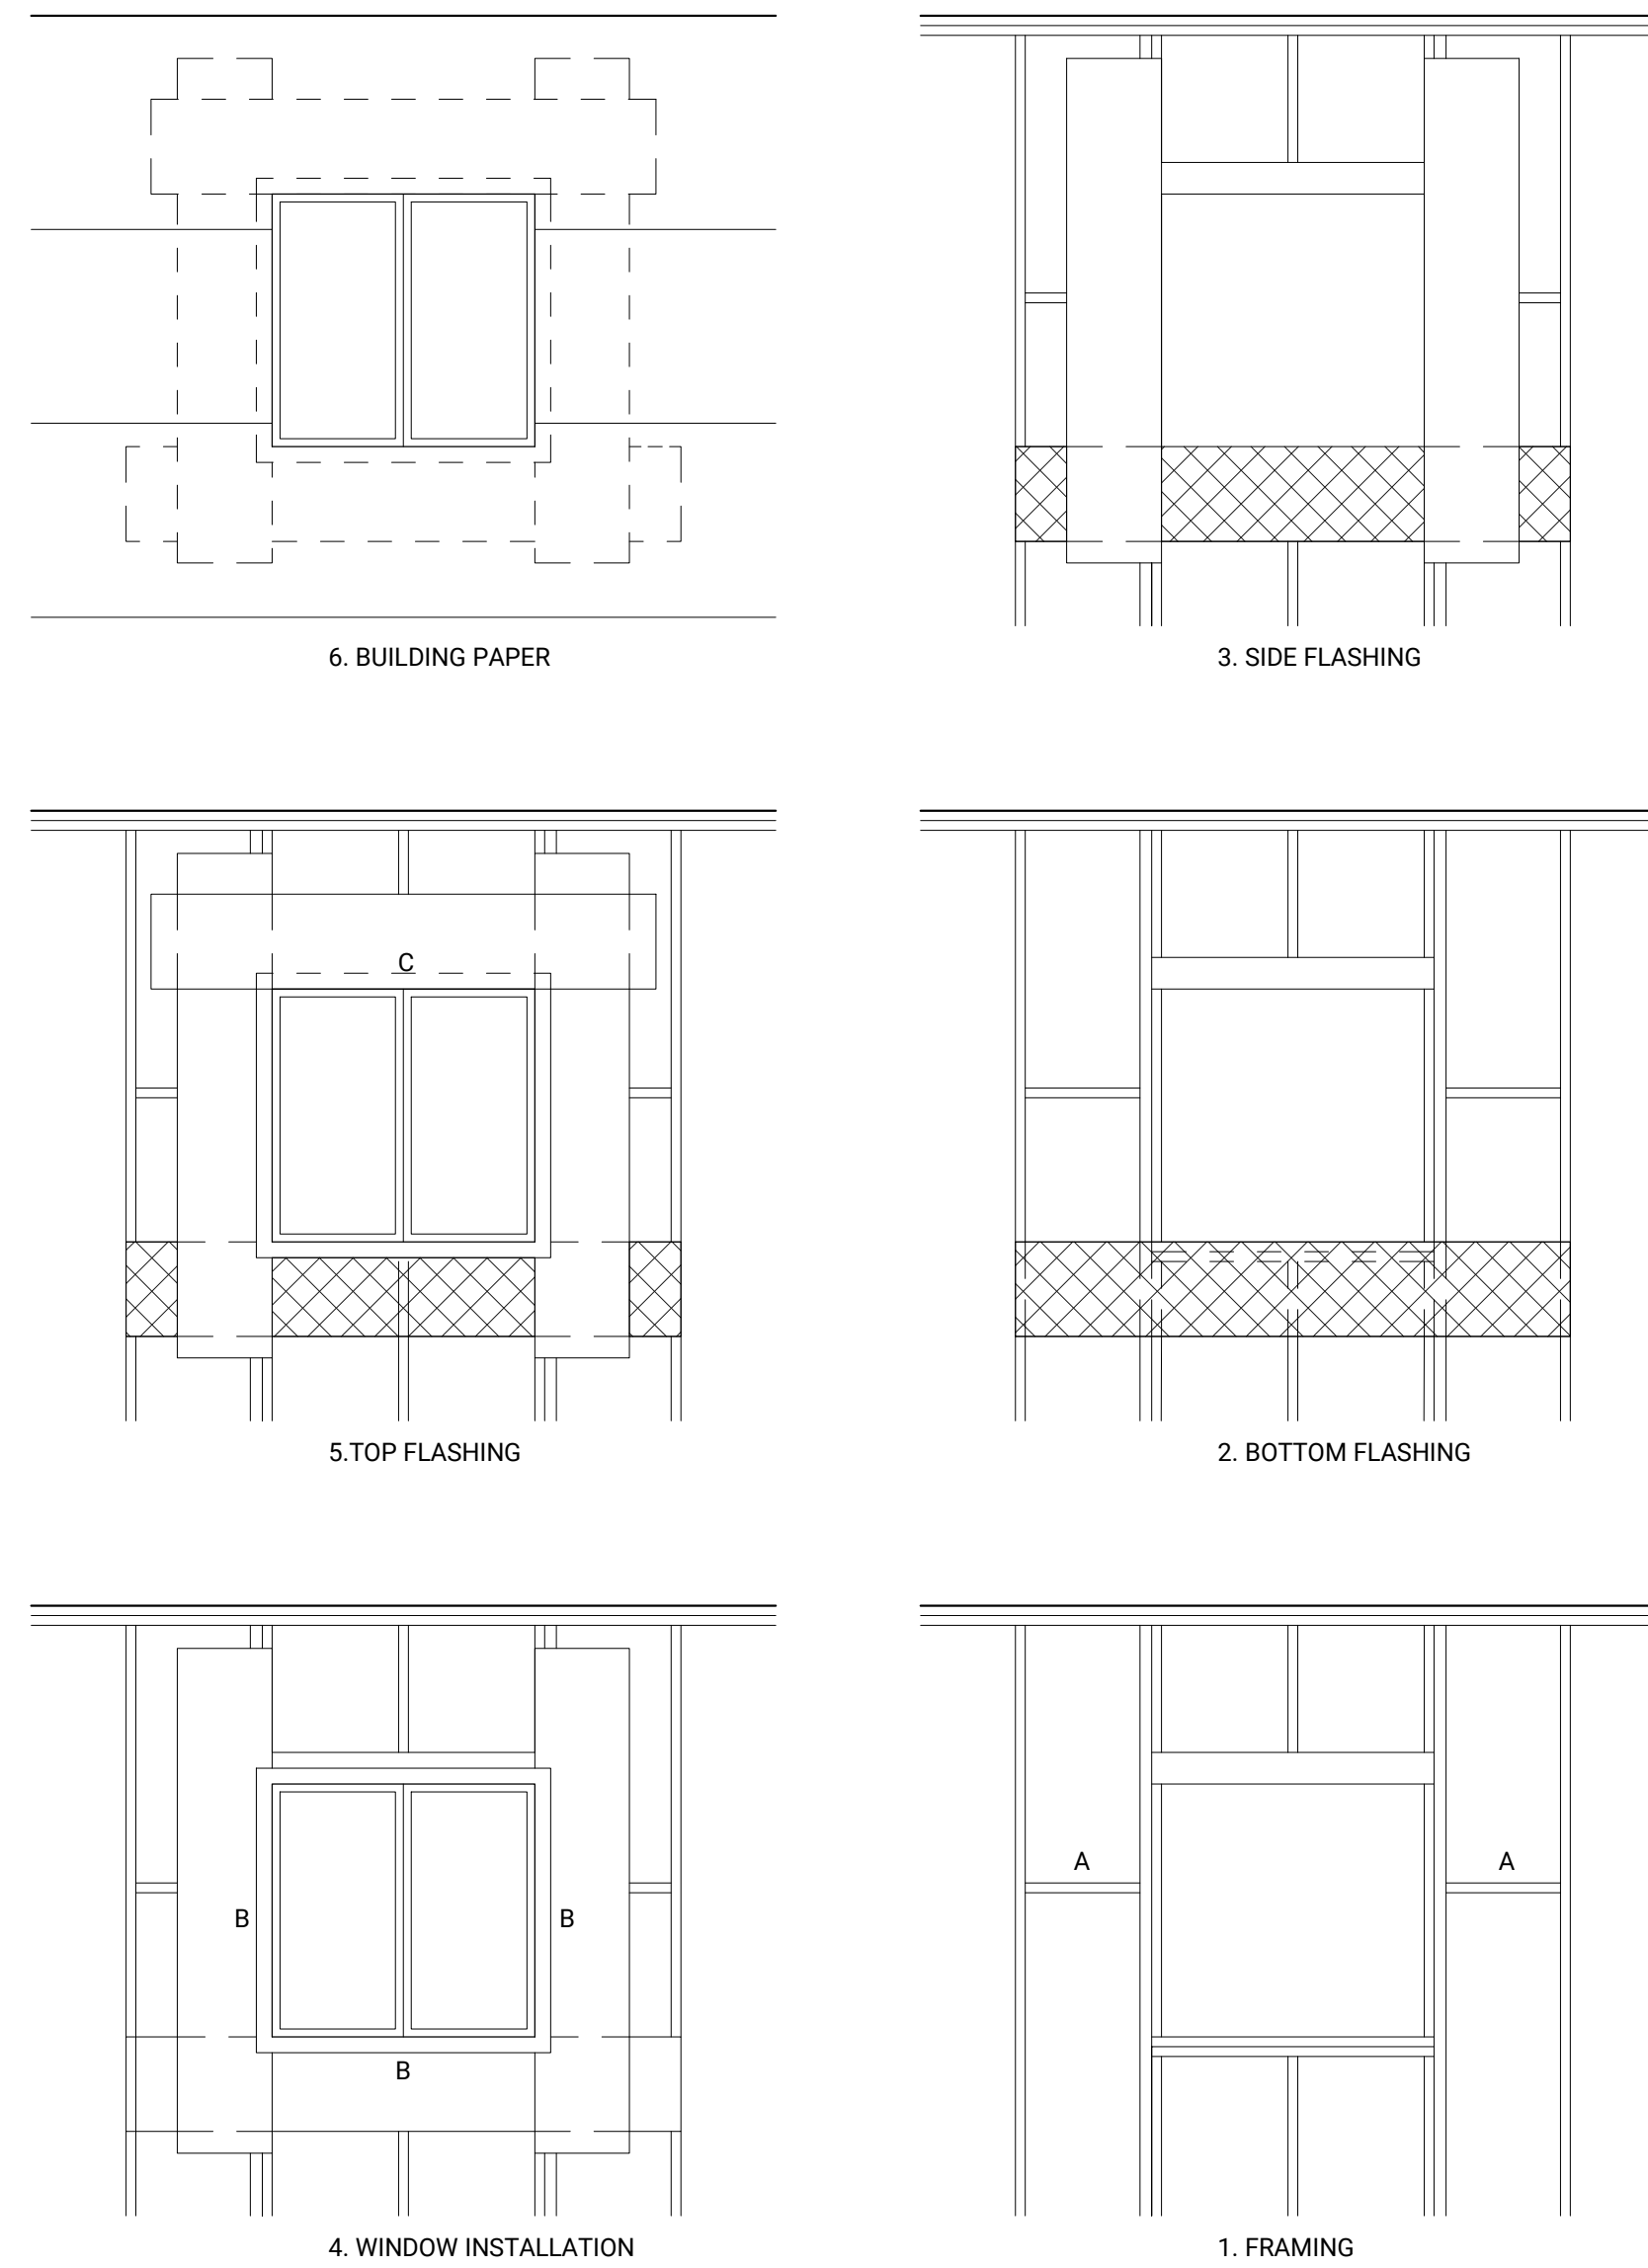 6. BUILDING PAPER
3. SIDE FLASHING
C
5.TOP FLASHING
2. BOTTOM FLASHING
A
A
B
B
B
4. WINDOW INSTALLATION
1. FRAMING